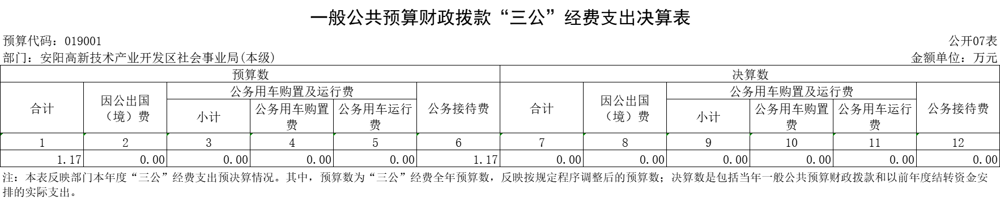 一般公共预算财政拨款“三公”经费支出决算表
预算代码：019001 公开07表
部门：安阳高新技术产业开发区社会事业局(本级) 金额单位：万元
预算数 决算数
合计 因公出国（境）费 公务用车购置及运行费 公务接待费 合计 因公出国（境）费 公务用车购置及运行费 公务接待费
小计 公务用车购置费 公务用车运行费 小计 公务用车购置费 公务用车运行费
1 2 3 4 5 6 7 8 9 10 11 12
1.17 0.00 0.00 0.00 0.00 1.17 0.00 0.00 0.00 0.00 0.00 0.00
注：本表反映部门本年度“三公”经费支出预决算情况。其中，预算数为“三公”经费全年预算数，反映按规定程序调整后的预算数；决算数是包括当年一般公共预算财政拨款和以前年度结转资金安
排的实际支出。